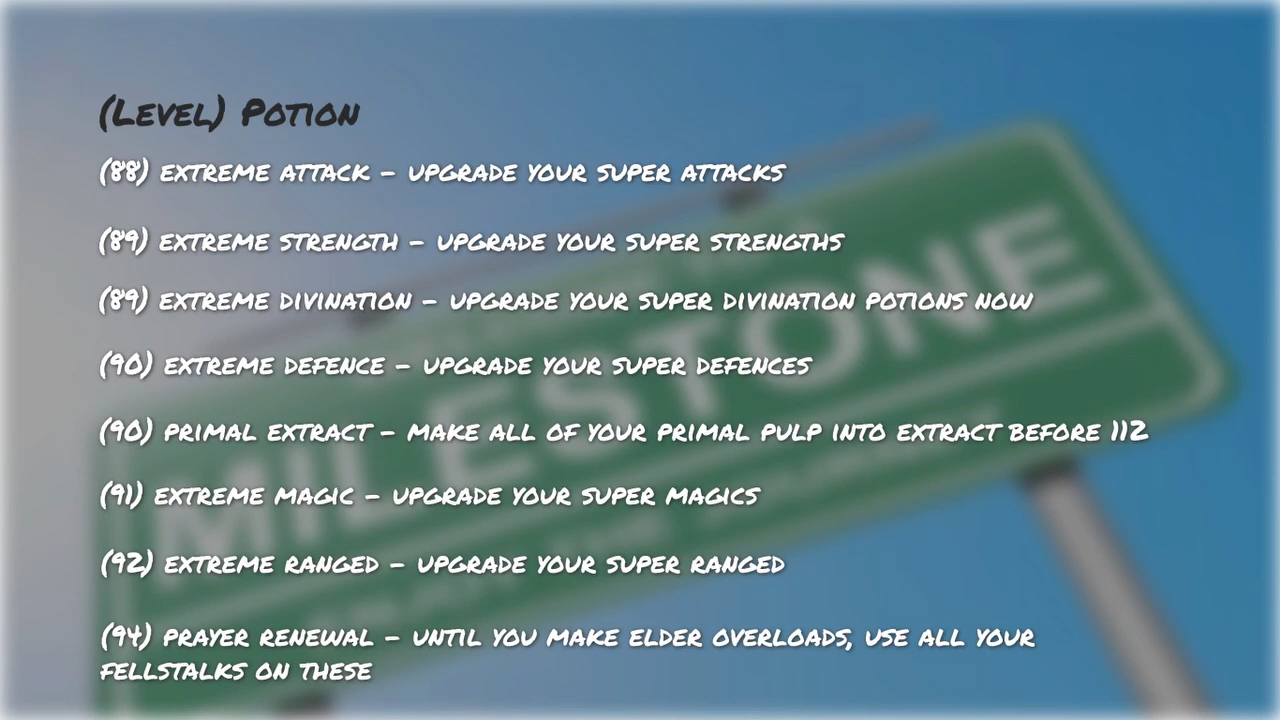 (Level) Potion
(88) extreme attack - upgrade your super attacks
(89) extreme strength - upgrade your super strengths
(89) extreme divination - upgrade your super divination potions now
(90) extreme defence - upgrade your super defences
(90) primal extract - make all of your primal pulp into extract before 112
(91) extreme magic - upgrade your super magics
(92) extreme ranged - upgrade your super ranged
(94) prayer renewal - until you make elder overloads, use all your
fellstalks on these
MILESTONE